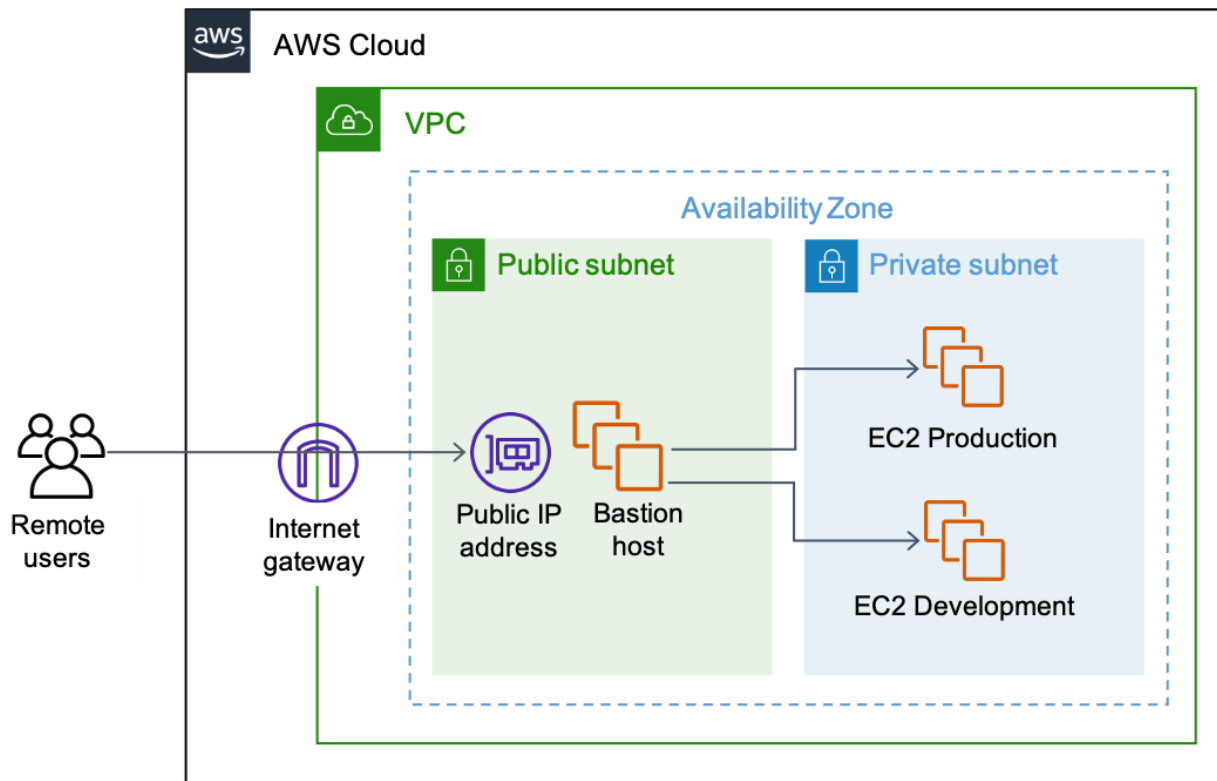 aws
AWS Cloud
VPC
Availability Zone
Public subnet
Private subnet
EC2 Production
Remote
users
Internet
gateway
Public IP
address
Bastion
host
EC2 Development